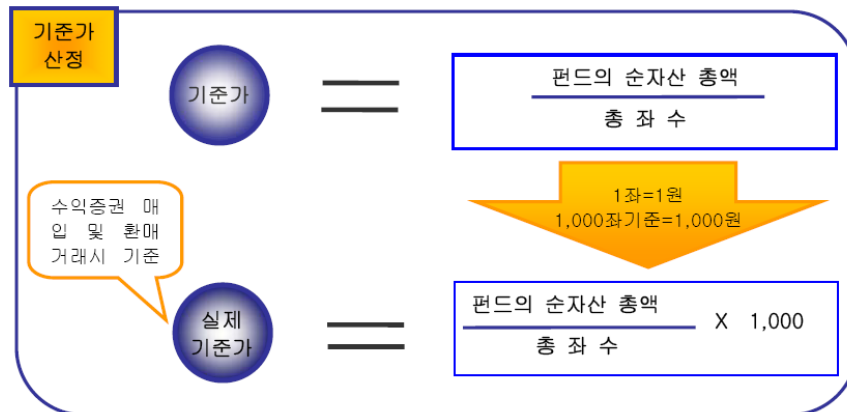 기준가
산정
기준가
펀드의 순자산 총액
총 좌 수
1좌=1원
1,000좌기준=1,000원
수익증권 매
입 및 환매
거래시 기준
실제
기준가
펀드의 순자산 총액
총 좌 수
X 1,000